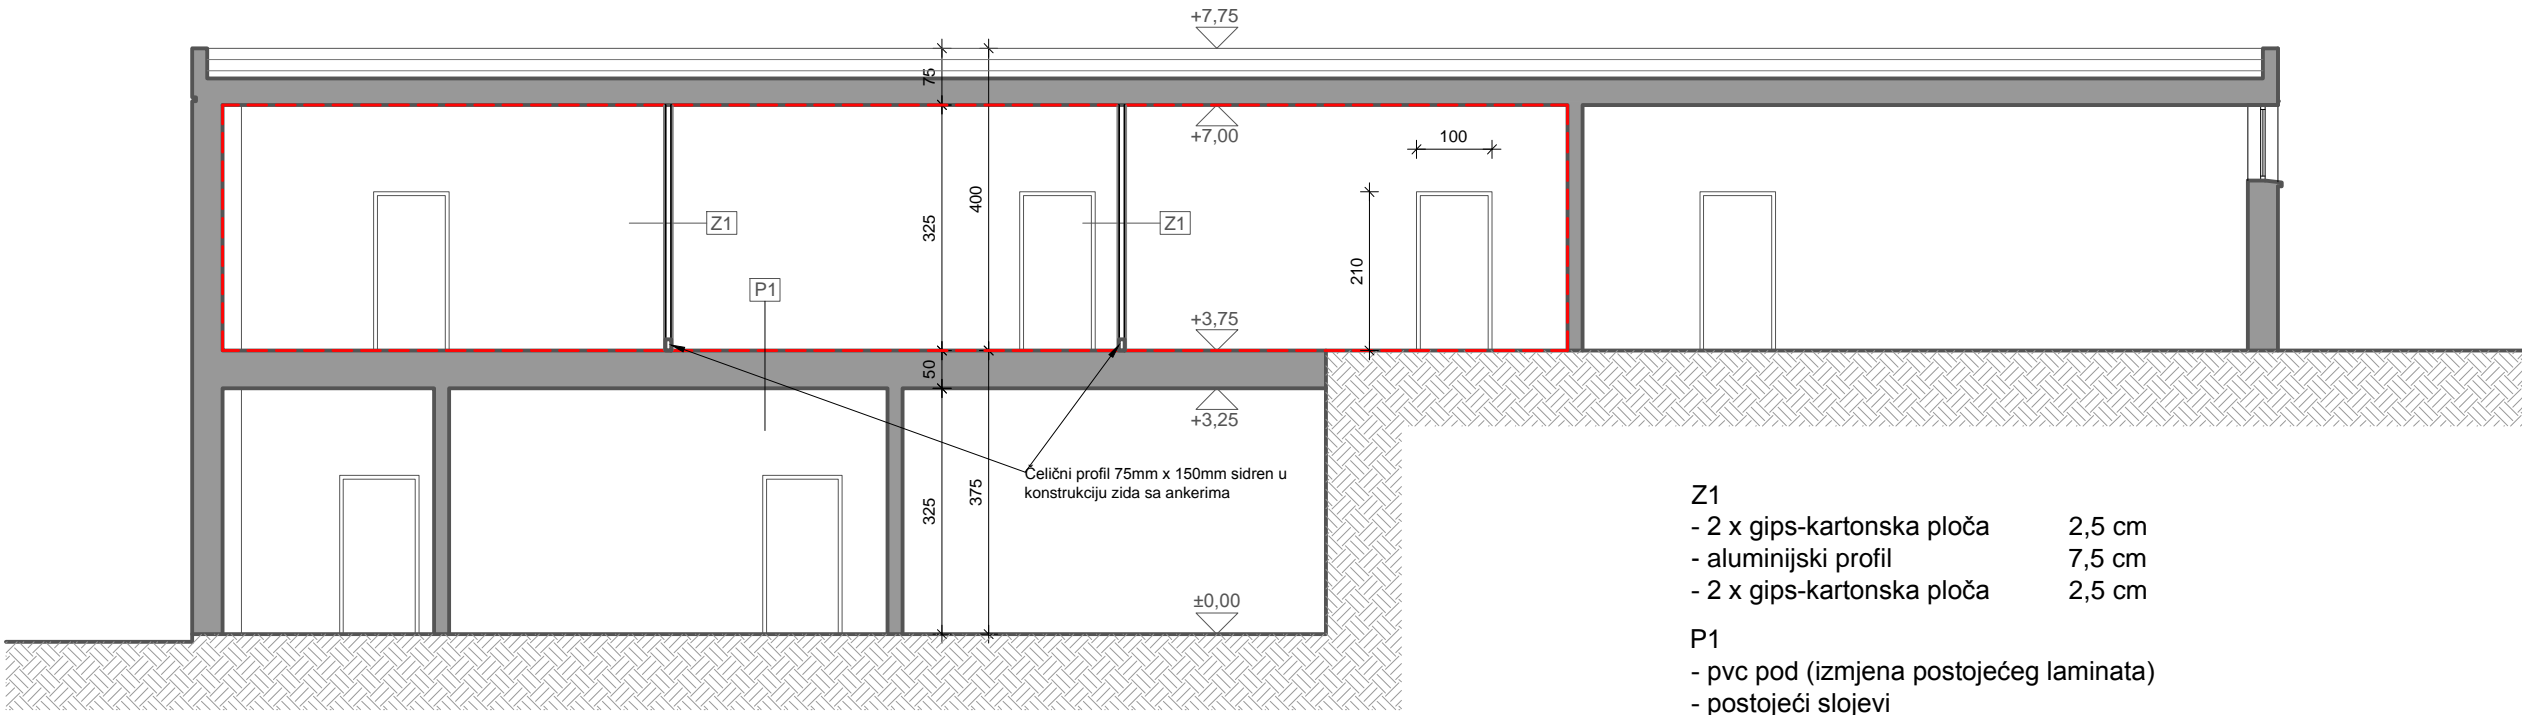 +7,75
75
+7,00
100
400
325
Z1
Z1
210
P1
+3,75
50
+3,25
Čelični profil 75mm x 150mm sidren u
konstrukciju zida sa ankerima
375
325
±0,00
Z1
- 2 x gips-kartonska ploča 2,5 cm
- aluminijski profil 7,5 cm
- 2 x gips-kartonska ploča 2,5 cm
P1
- pvc pod (izmjena postojećeg laminata)
- postojeći slojevi